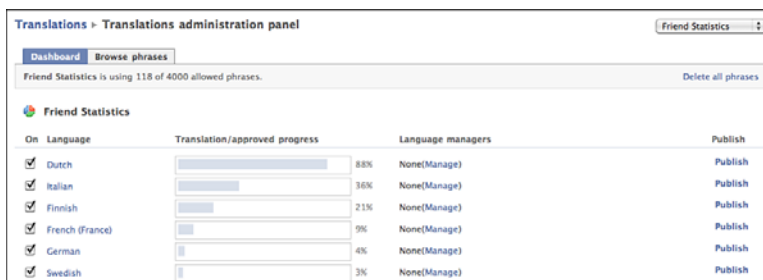 Translations ▸ Translations administration panel
Friend Statistics
Dashboard Browse phrases
Friend Statistics is using 118 of 4000 allowed phrases. Delete all phrases
Friend Statistics
On Language Translation/approved progress Language managers Publish
Dutch 88% None(Manage) Publish
Italian 36% None(Manage) Publish
Finnish 21% None(Manage) Publish
French (France) 9% None(Manage) Publish
German 4% None(Manage) Publish
Swedish 3% None(Manage) Publish